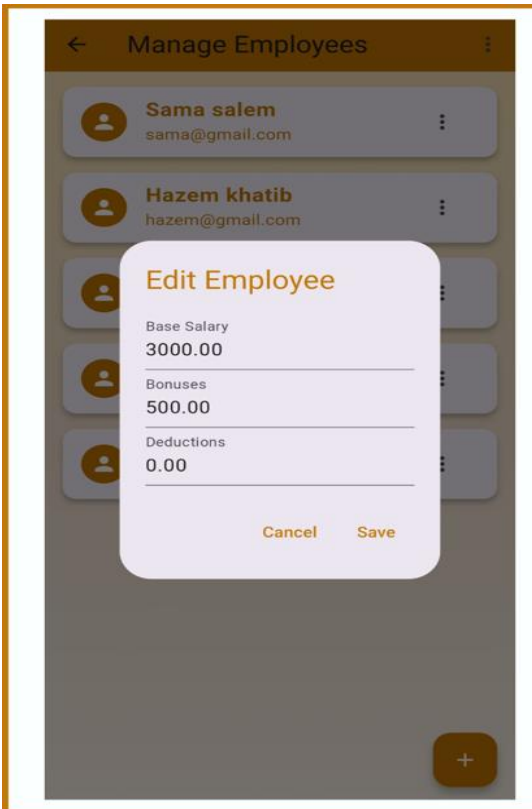 Manage Employees
Sama salem
sama@gmail.com
Hazem khatib
hazem@gmail.com
Edit Employee
Base Salary
3000.00
Bonuses
500.00
Deductions
0.00
Cancel Save